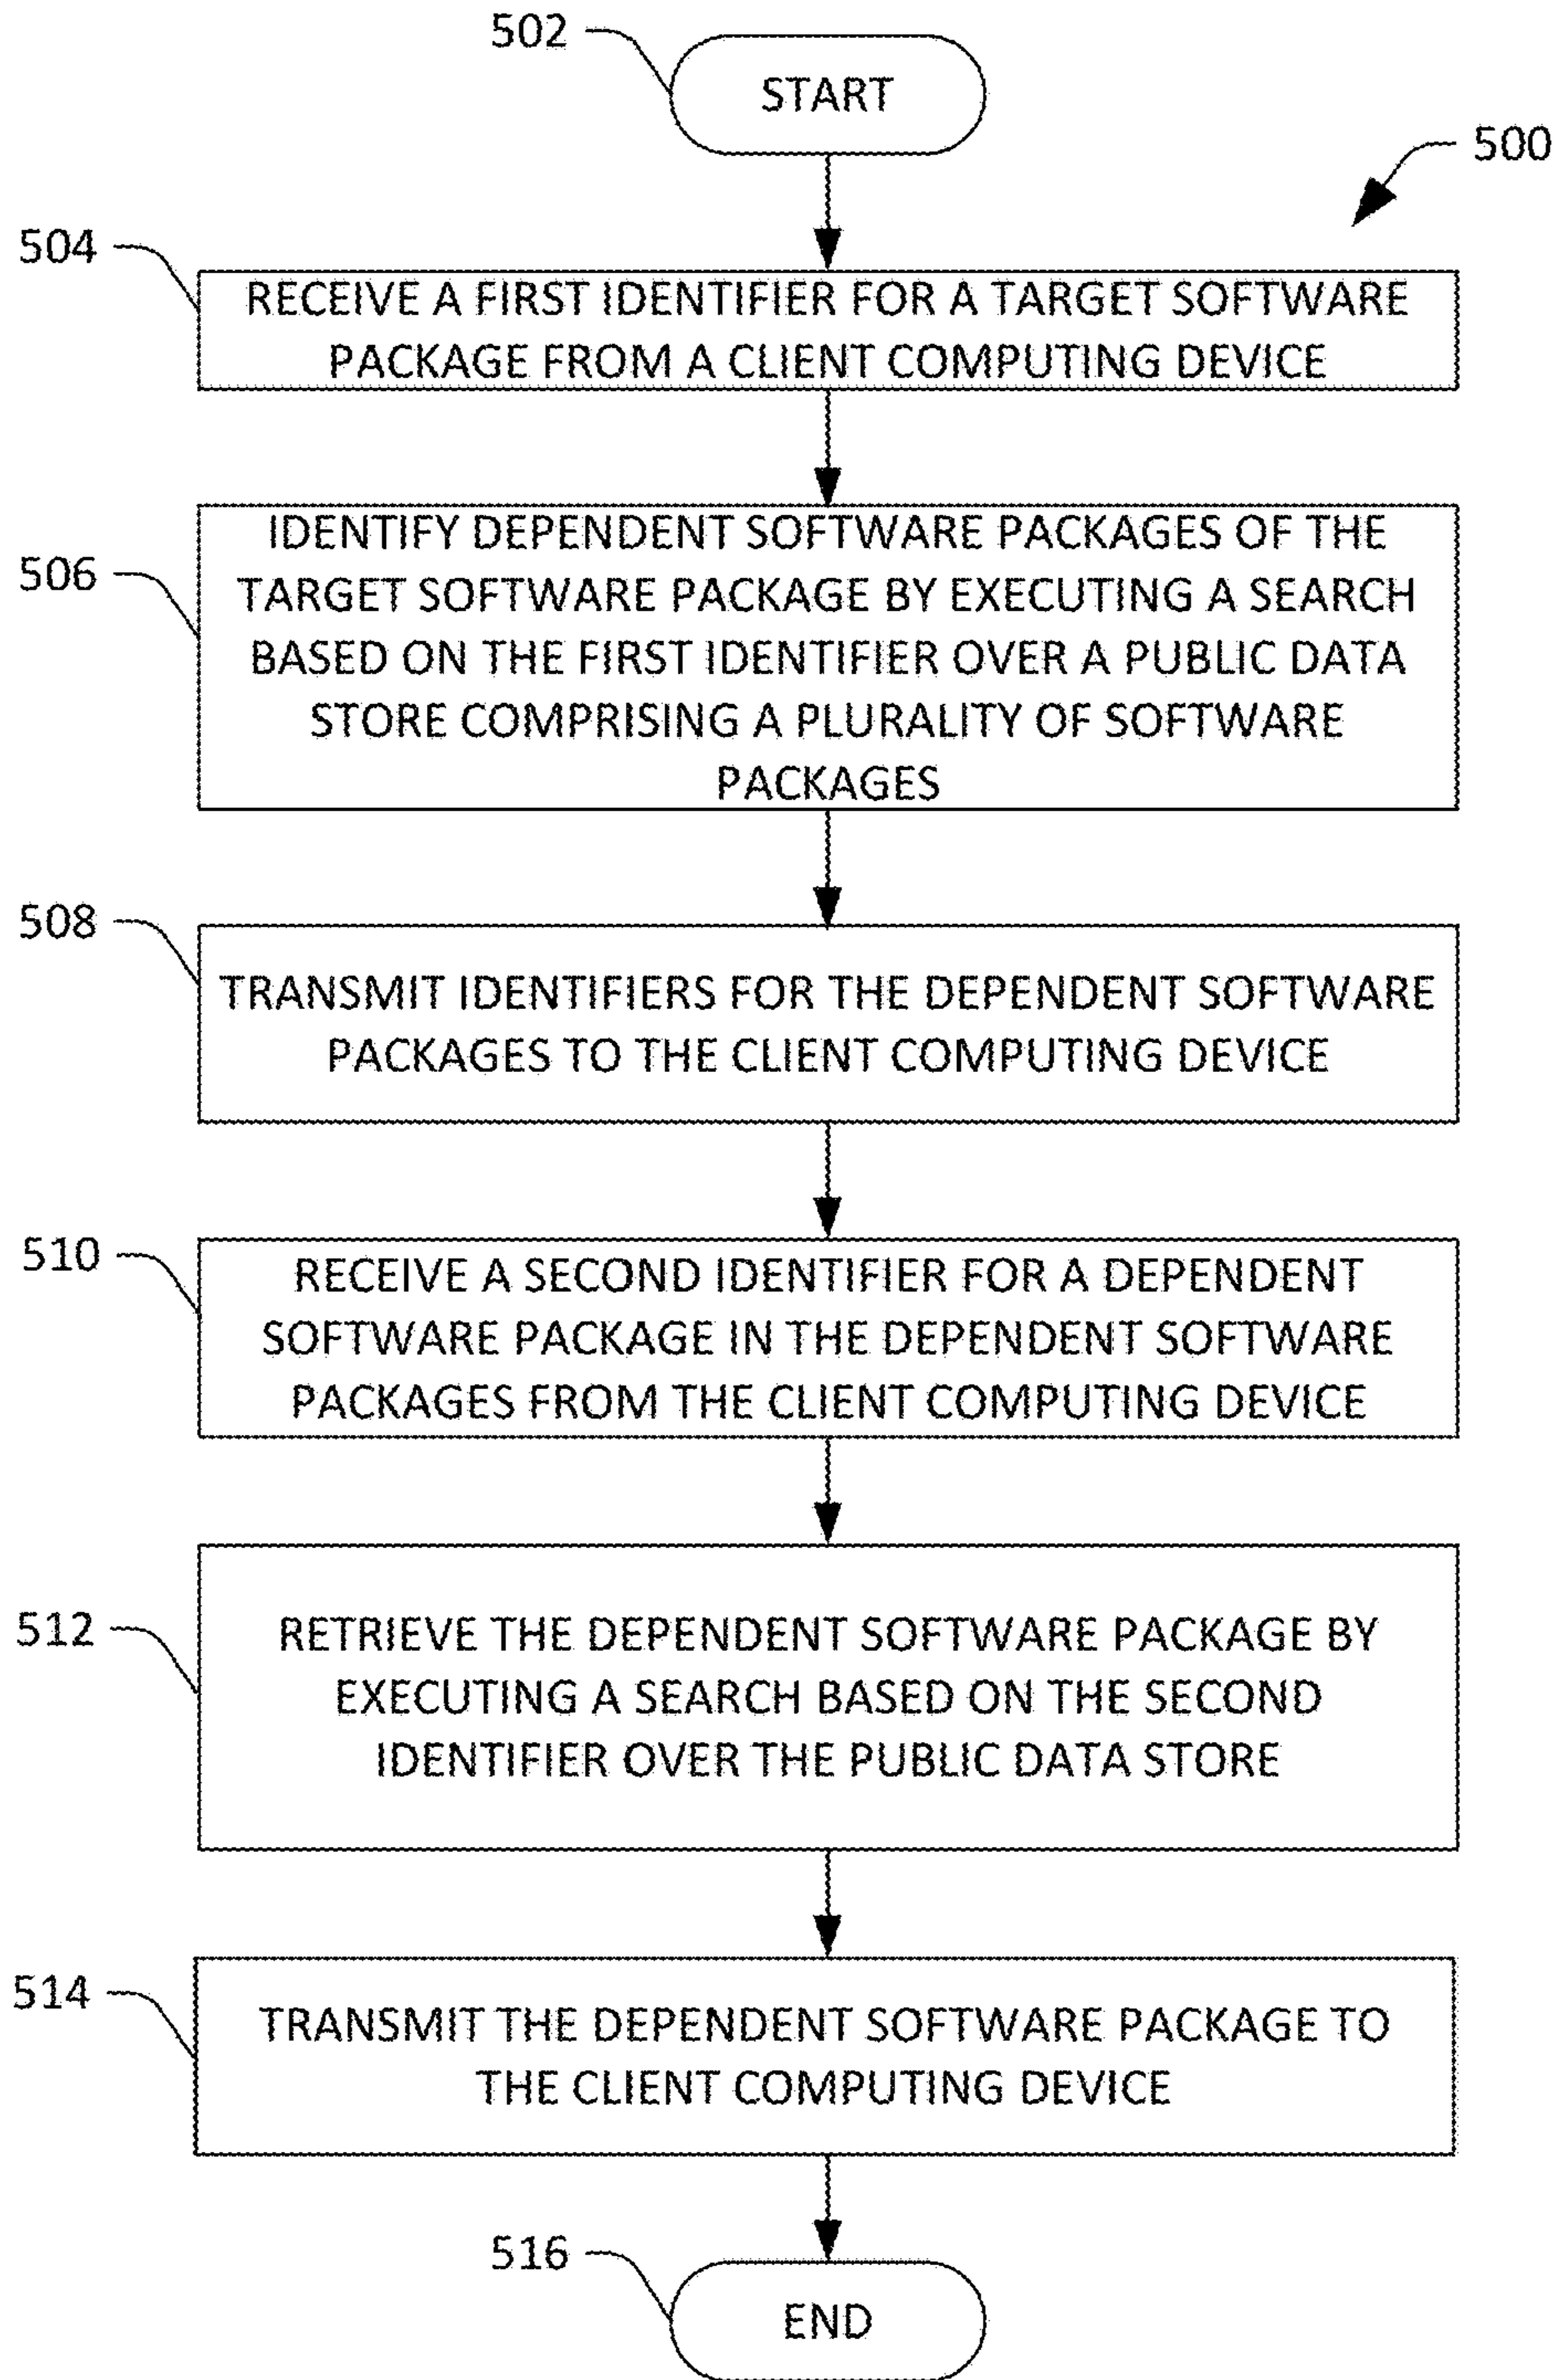 502
START
500
504
RECEIVE A FIRST IDENTIFIER FOR A TARGET SOFTWARE
PACKAGE FROM A CLIENT COMPUTING DEVICE
506
IDENTIFY DEPENDENT SOFTWARE PACKAGES OF THE
TARGET SOFTWARE PACKAGE BY EXECUTING A SEARCH
BASED ON THE FIRST IDENTIFIER OVER A PUBLIC DATA
STORE COMPRISING A PLURALITY OF SOFTWARE
PACKAGES
508
TRANSMIT IDENTIFIERS FOR THE DEPENDENT SOFTWARE
PACKAGES TO THE CLIENT COMPUTING DEVICE
510
RECEIVE A SECOND IDENTIFIER FOR A DEPENDENT
SOFTWARE PACKAGE IN THE DEPENDENT SOFTWARE
PACKAGES FROM THE CLIENT COMPUTING DEVICE
512
RETRIEVE THE DEPENDENT SOFTWARE PACKAGE BY
EXECUTING A SEARCH BASED ON THE SECOND
IDENTIFIER OVER THE PUBLIC DATA STORE
514
TRANSMIT THE DEPENDENT SOFTWARE PACKAGE TO
THE CLIENT COMPUTING DEVICE
516
END